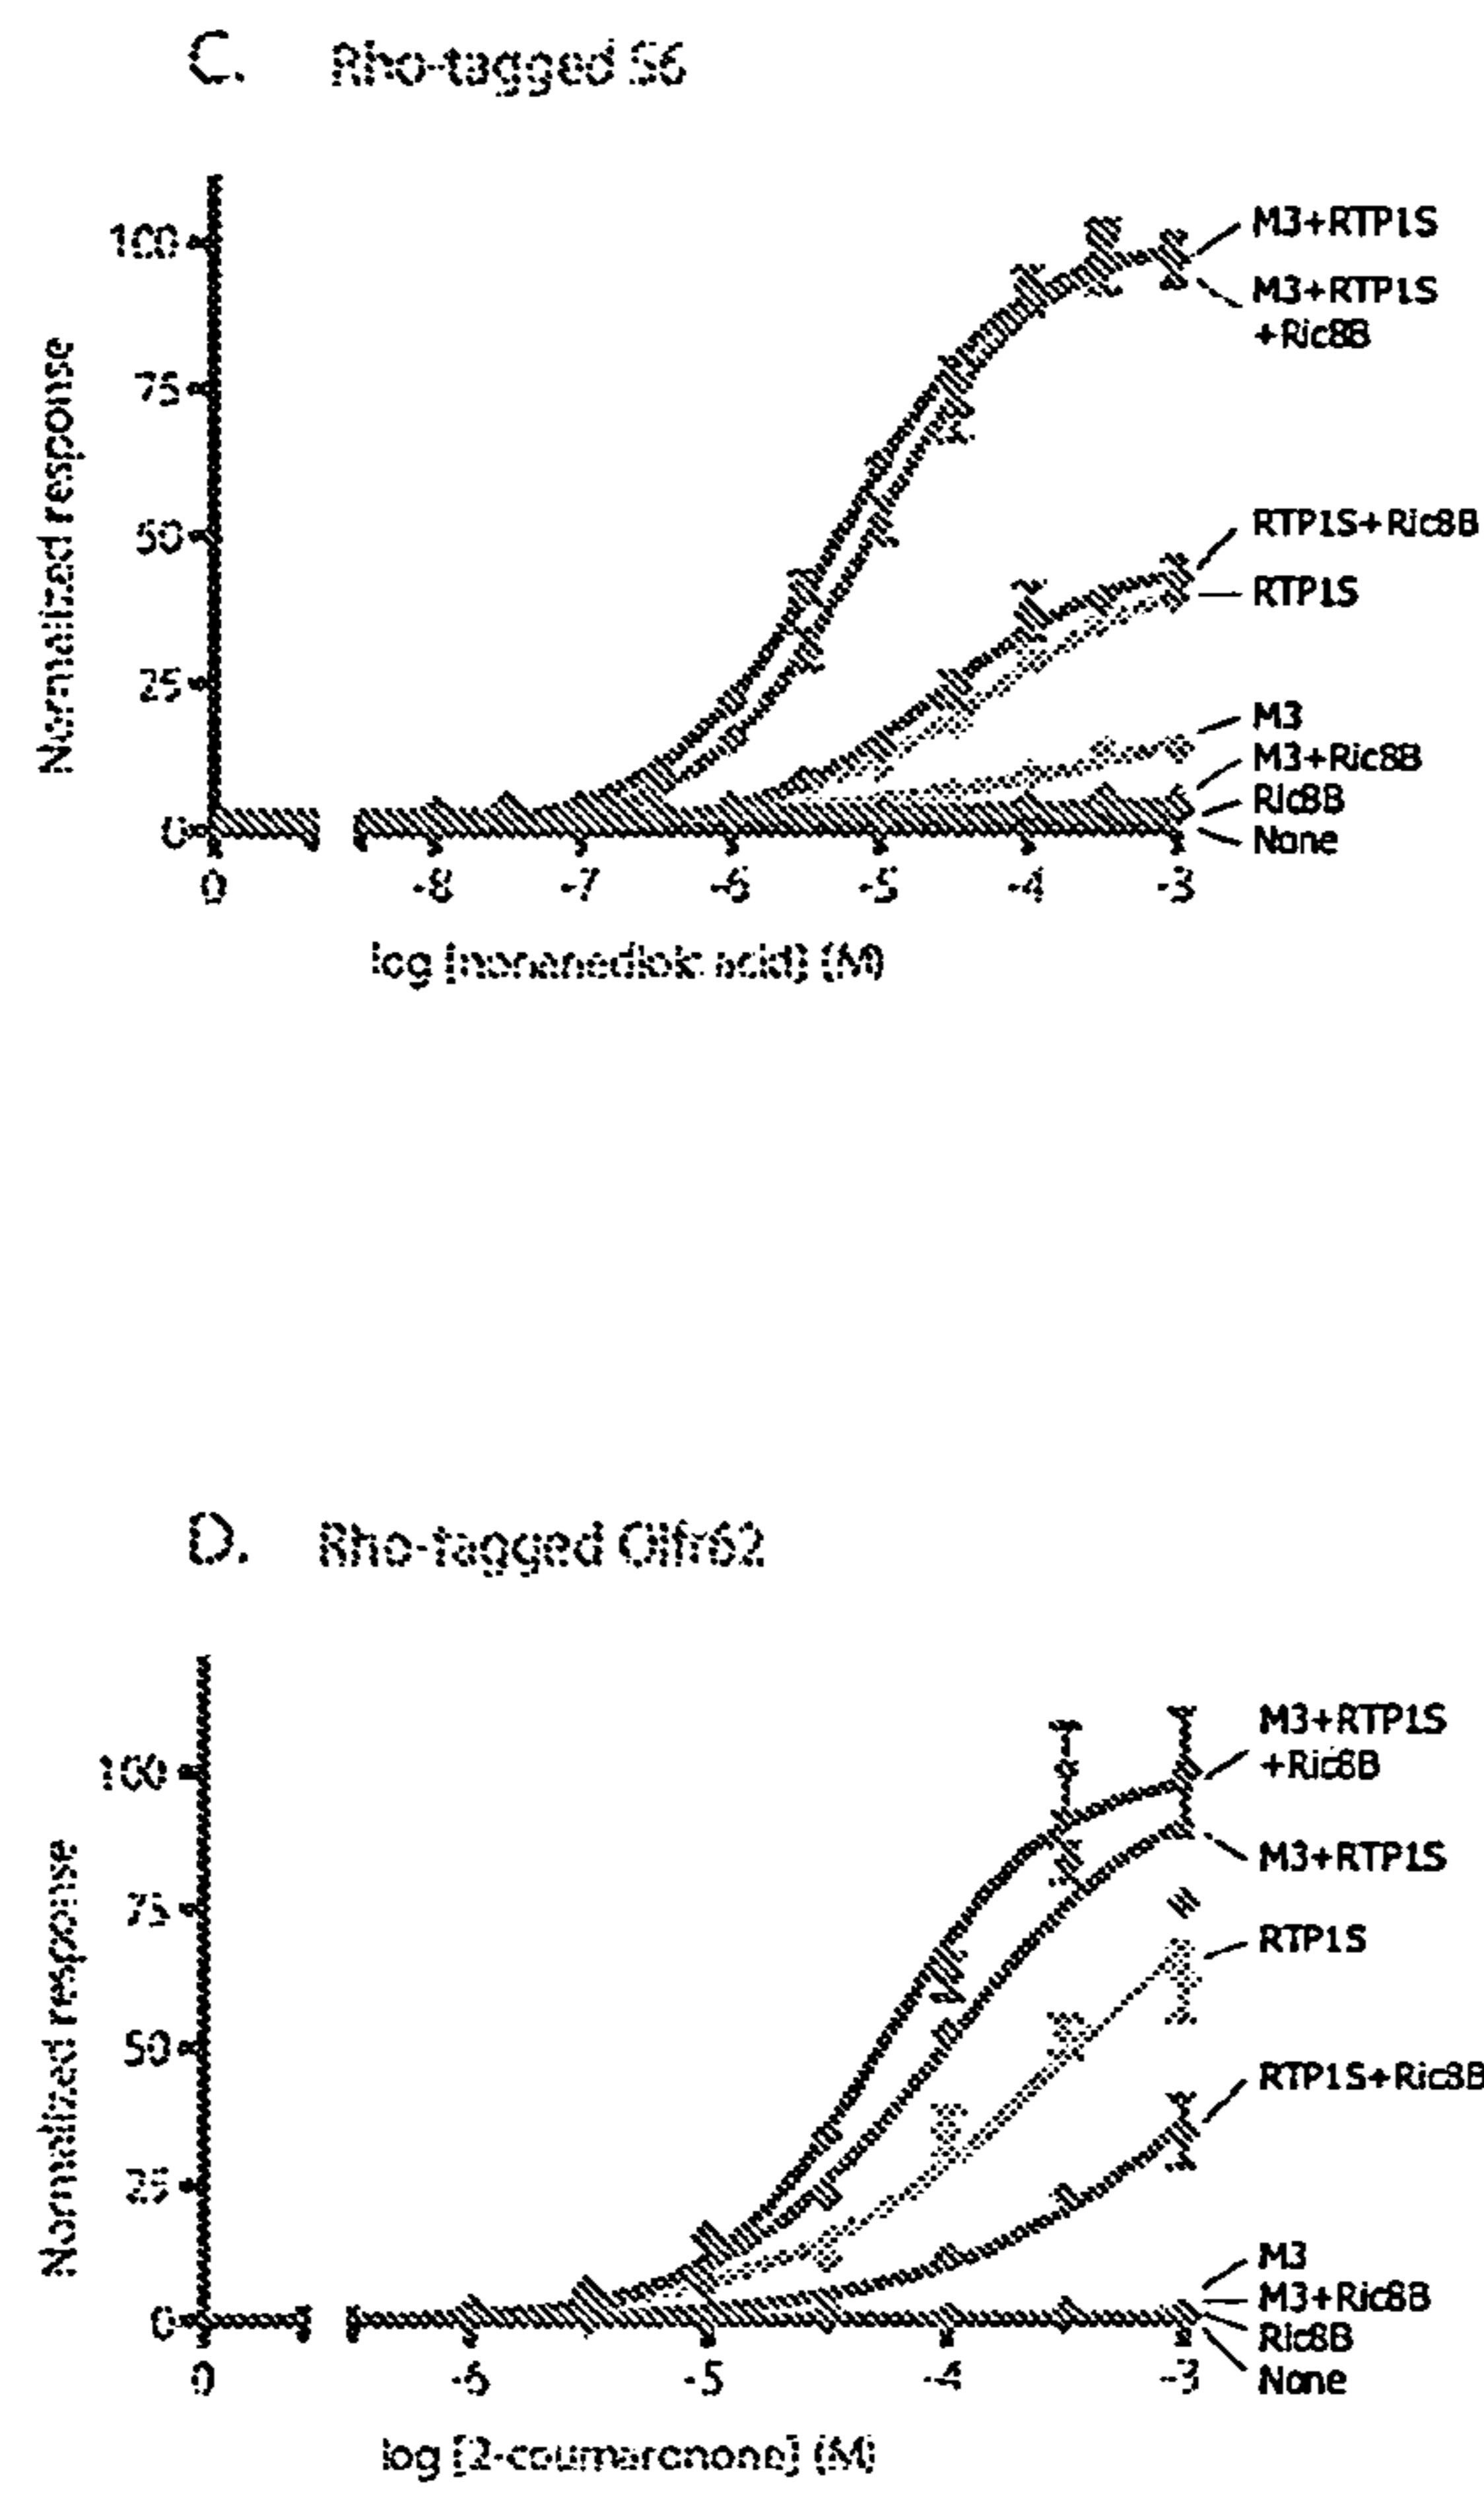 C. Rho-tagged S6
Normalized response
100
75
50
25
0
0 -8 -7 -6 -5 -4 -3
log [nonanedioic acid] (M)
M3+RTP1S
M3+RTP1S
+Ric8B
RTP1S+Ric8B
RTP1S
M3
M3+Ric8B
Ric8B
None
D. Rho-tagged Olfr62
Normalized response
100
75
50
25
0
0 -6 -5 -4 -3
log [2-coumaranone] (M)
M3+RTP1S
+Ric8B
M3+RTP1S
RTP1S
RTP1S+Ric8B
M3
M3+Ric8B
Ric8B
None